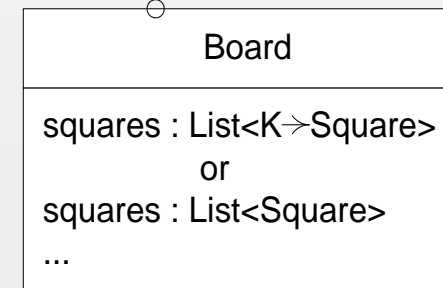 Board
squares : List<K→Square>
or
squares : List<Square>
...